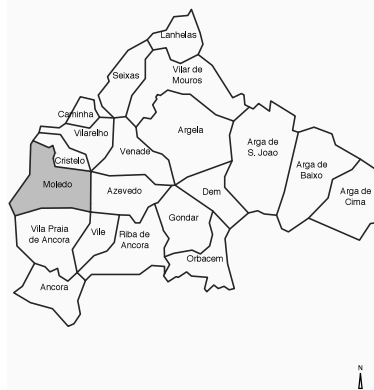 Lanhelas
Seixas
Vilar de
Mouros
Caminha
Vilarelho
Argela
Venade
Arga de
S. Joao
Cristelo
Arga de
Baixo
Moledo
Azevedo
Dem
Arga de
Cima
Gondar
Vila Praia
de Ancora
Vile
Riba de
Ancora
Orbacem
Ancora
N